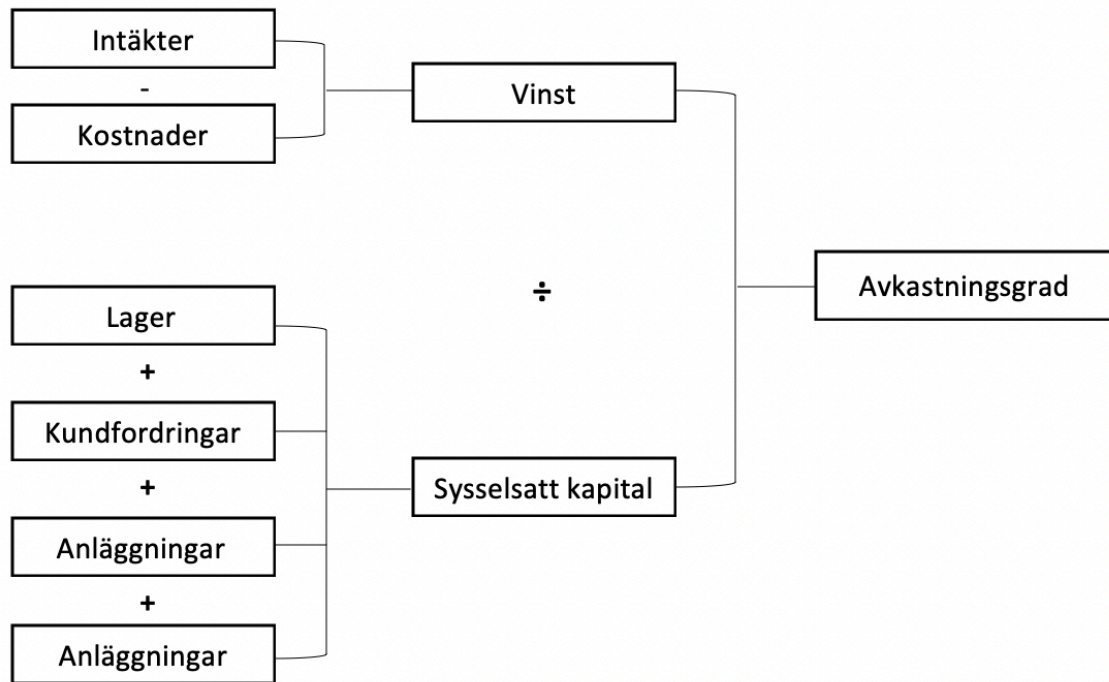 Intäkter
-
Kostnader
Vinst
÷
Avkastningsgrad
Lager
+
Kundfordringar
+
Anläggningar
+
Anläggningar
Sysselsatt kapital